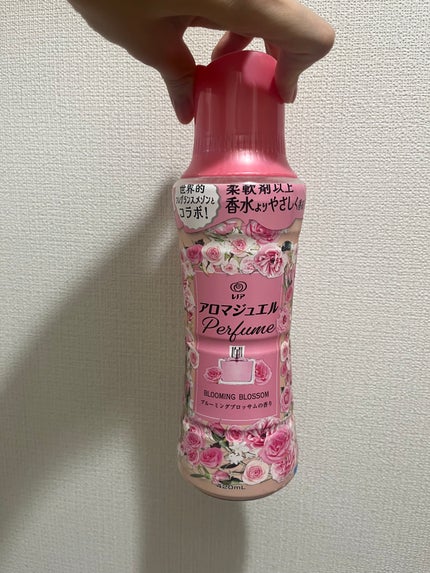 世界的
フレグランスメゾンと
コラボ!
柔軟剤以上
香水よりやさしく
レノア
アロマジュエル
Perfume
BLOOMING BLOSSOM
ブルーミングブロッサムの香り
420mL